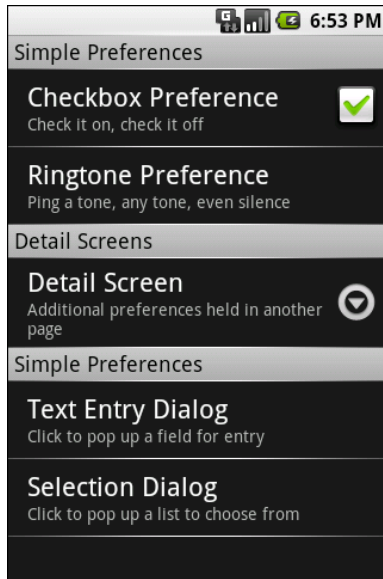 G 6:53 PM
Simple Preferences
Checkbox Preference
Check it on, check it off
Ringtone Preference
Ping a tone, any tone, even silence
Detail Screens
Detail Screen
Additional preferences held in another
page
Simple Preferences
Text Entry Dialog
Click to pop up a field for entry
Selection Dialog
Click to pop up a list to choose from